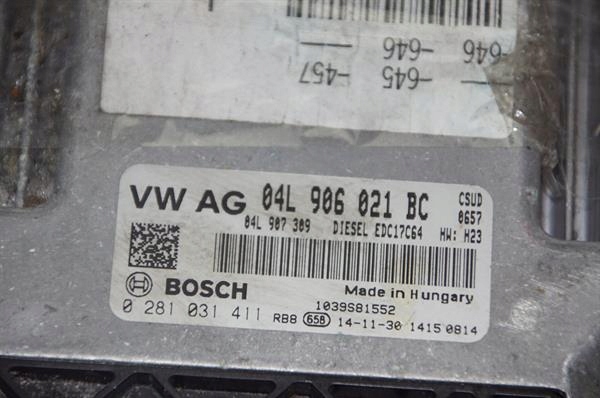 -646 -646 —
— -645 -457
VW AG 04L 906 021 BC CSUD
04L 907 309 DIESEL EDC17C64 0657
HW: H23
BOSCH Made in Hungary
0 281 031 411 1039S81552
RB8 65B 14-11-30 1415 0814